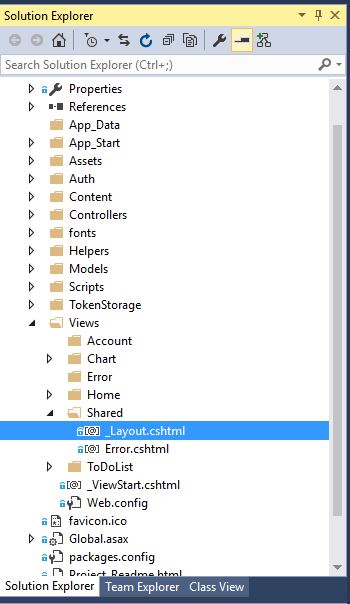 Solution Explorer
Search Solution Explorer (Ctrl+;)
Properties
References
App_Data
App_Start
Assets
Auth
Content
Controllers
fonts
Helpers
Models
Scripts
TokenStorage
Views
Account
Chart
Error
Home
Shared
_Layout.cshtml
Error.cshtml
ToDoList
_ViewStart.cshtml
Web.config
favicon.ico
Global.asax
packages.config
Project_Readme.html
Solution Explorer Team Explorer Class View